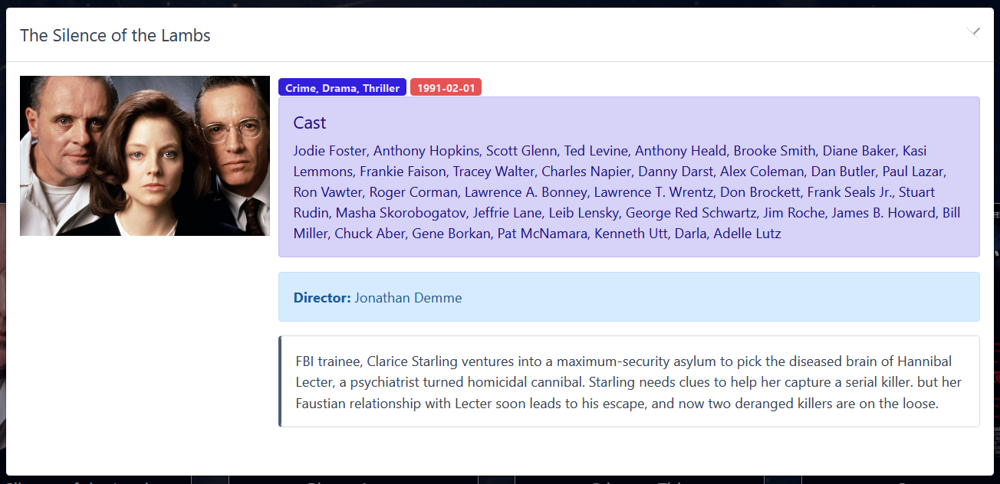 The Silence of the Lambs
Crime, Drama, Thriller 1991-02-01
Cast
Jodie Foster, Anthony Hopkins, Scott Glenn, Ted Levine, Anthony Heald, Brooke Smith, Diane Baker, Kasi
Lemmons, Frankie Faison, Tracey Walter, Charles Napier, Danny Darst, Alex Coleman, Dan Butler, Paul Lazar,
Ron Vawter, Roger Corman, Lawrence A. Bonney, Lawrence T. Wrentz, Don Brockett, Frank Seals Jr., Stuart
Rudin, Masha Skorobogatov, Jeffrie Lane, Leib Lensky, George Red Schwartz, Jim Roche, James B. Howard, Bill
Miller, Chuck Aber, Gene Borkan, Pat McNamara, Kenneth Utt, Darla, Adelle Lutz
Director: Jonathan Demme
FBI trainee, Clarice Starling ventures into a maximum-security asylum to pick the diseased brain of Hannibal
Lecter, a psychiatrist turned homicidal cannibal. Starling needs clues to help her capture a serial killer. but her
Faustian relationship with Lecter soon leads to his escape, and now two deranged killers are on the loose.